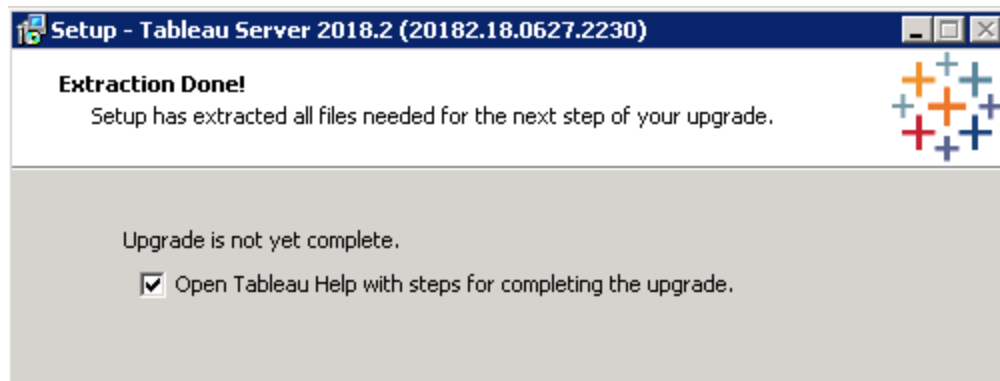 Setup - Tableau Server 2018.2 (20182.18.0627.2230)
Extraction Done!
Setup has extracted all files needed for the next step of your upgrade.
Upgrade is not yet complete.
Open Tableau Help with steps for completing the upgrade.